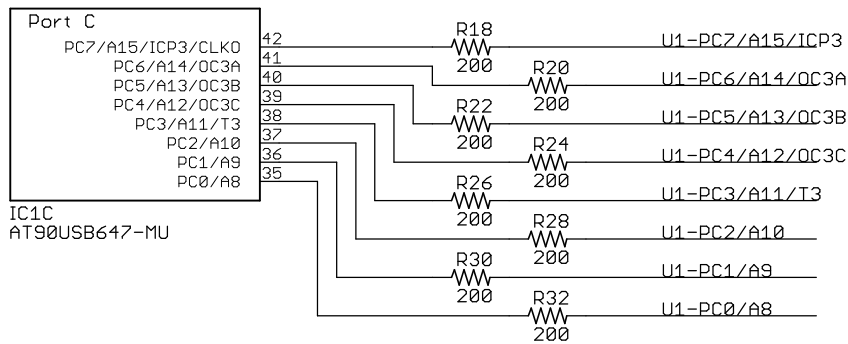 Port C
PC7/A15/ICP3/CLKO 42 R18 200 U1-PC7/A15/ICP3
PC6/A14/OC3A 41 R20 200 U1-PC6/A14/OC3A
PC5/A13/OC3B 40 R22 200 U1-PC5/A13/OC3B
PC4/A12/OC3C 39 R24 200 U1-PC4/A12/OC3C
PC3/A11/T3 38 R26 200 U1-PC3/A11/T3
PC2/A10 37 R28 200 U1-PC2/A10
PC1/A9 36 R30 200 U1-PC1/A9
PC0/A8 35 R32 200 U1-PC0/A8
IC1C
AT90USB647-MU